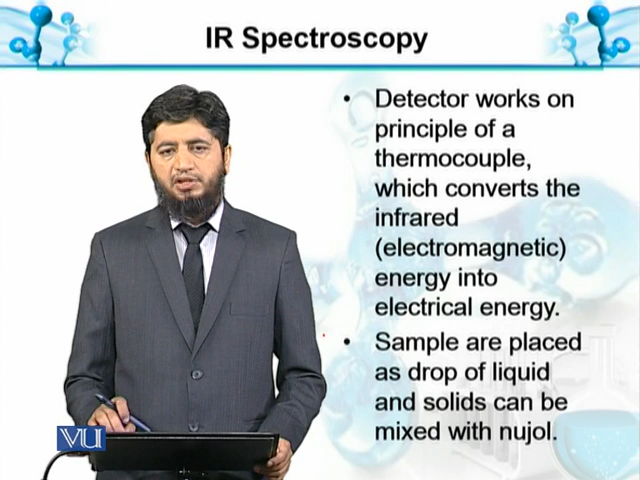 IR Spectroscopy
• Detector works on
principle of a
thermocouple,
which converts the
infrared
(electromagnetic)
energy into
electrical energy.
• Sample are placed
as drop of liquid
and solids can be
mixed with nujol.
VU